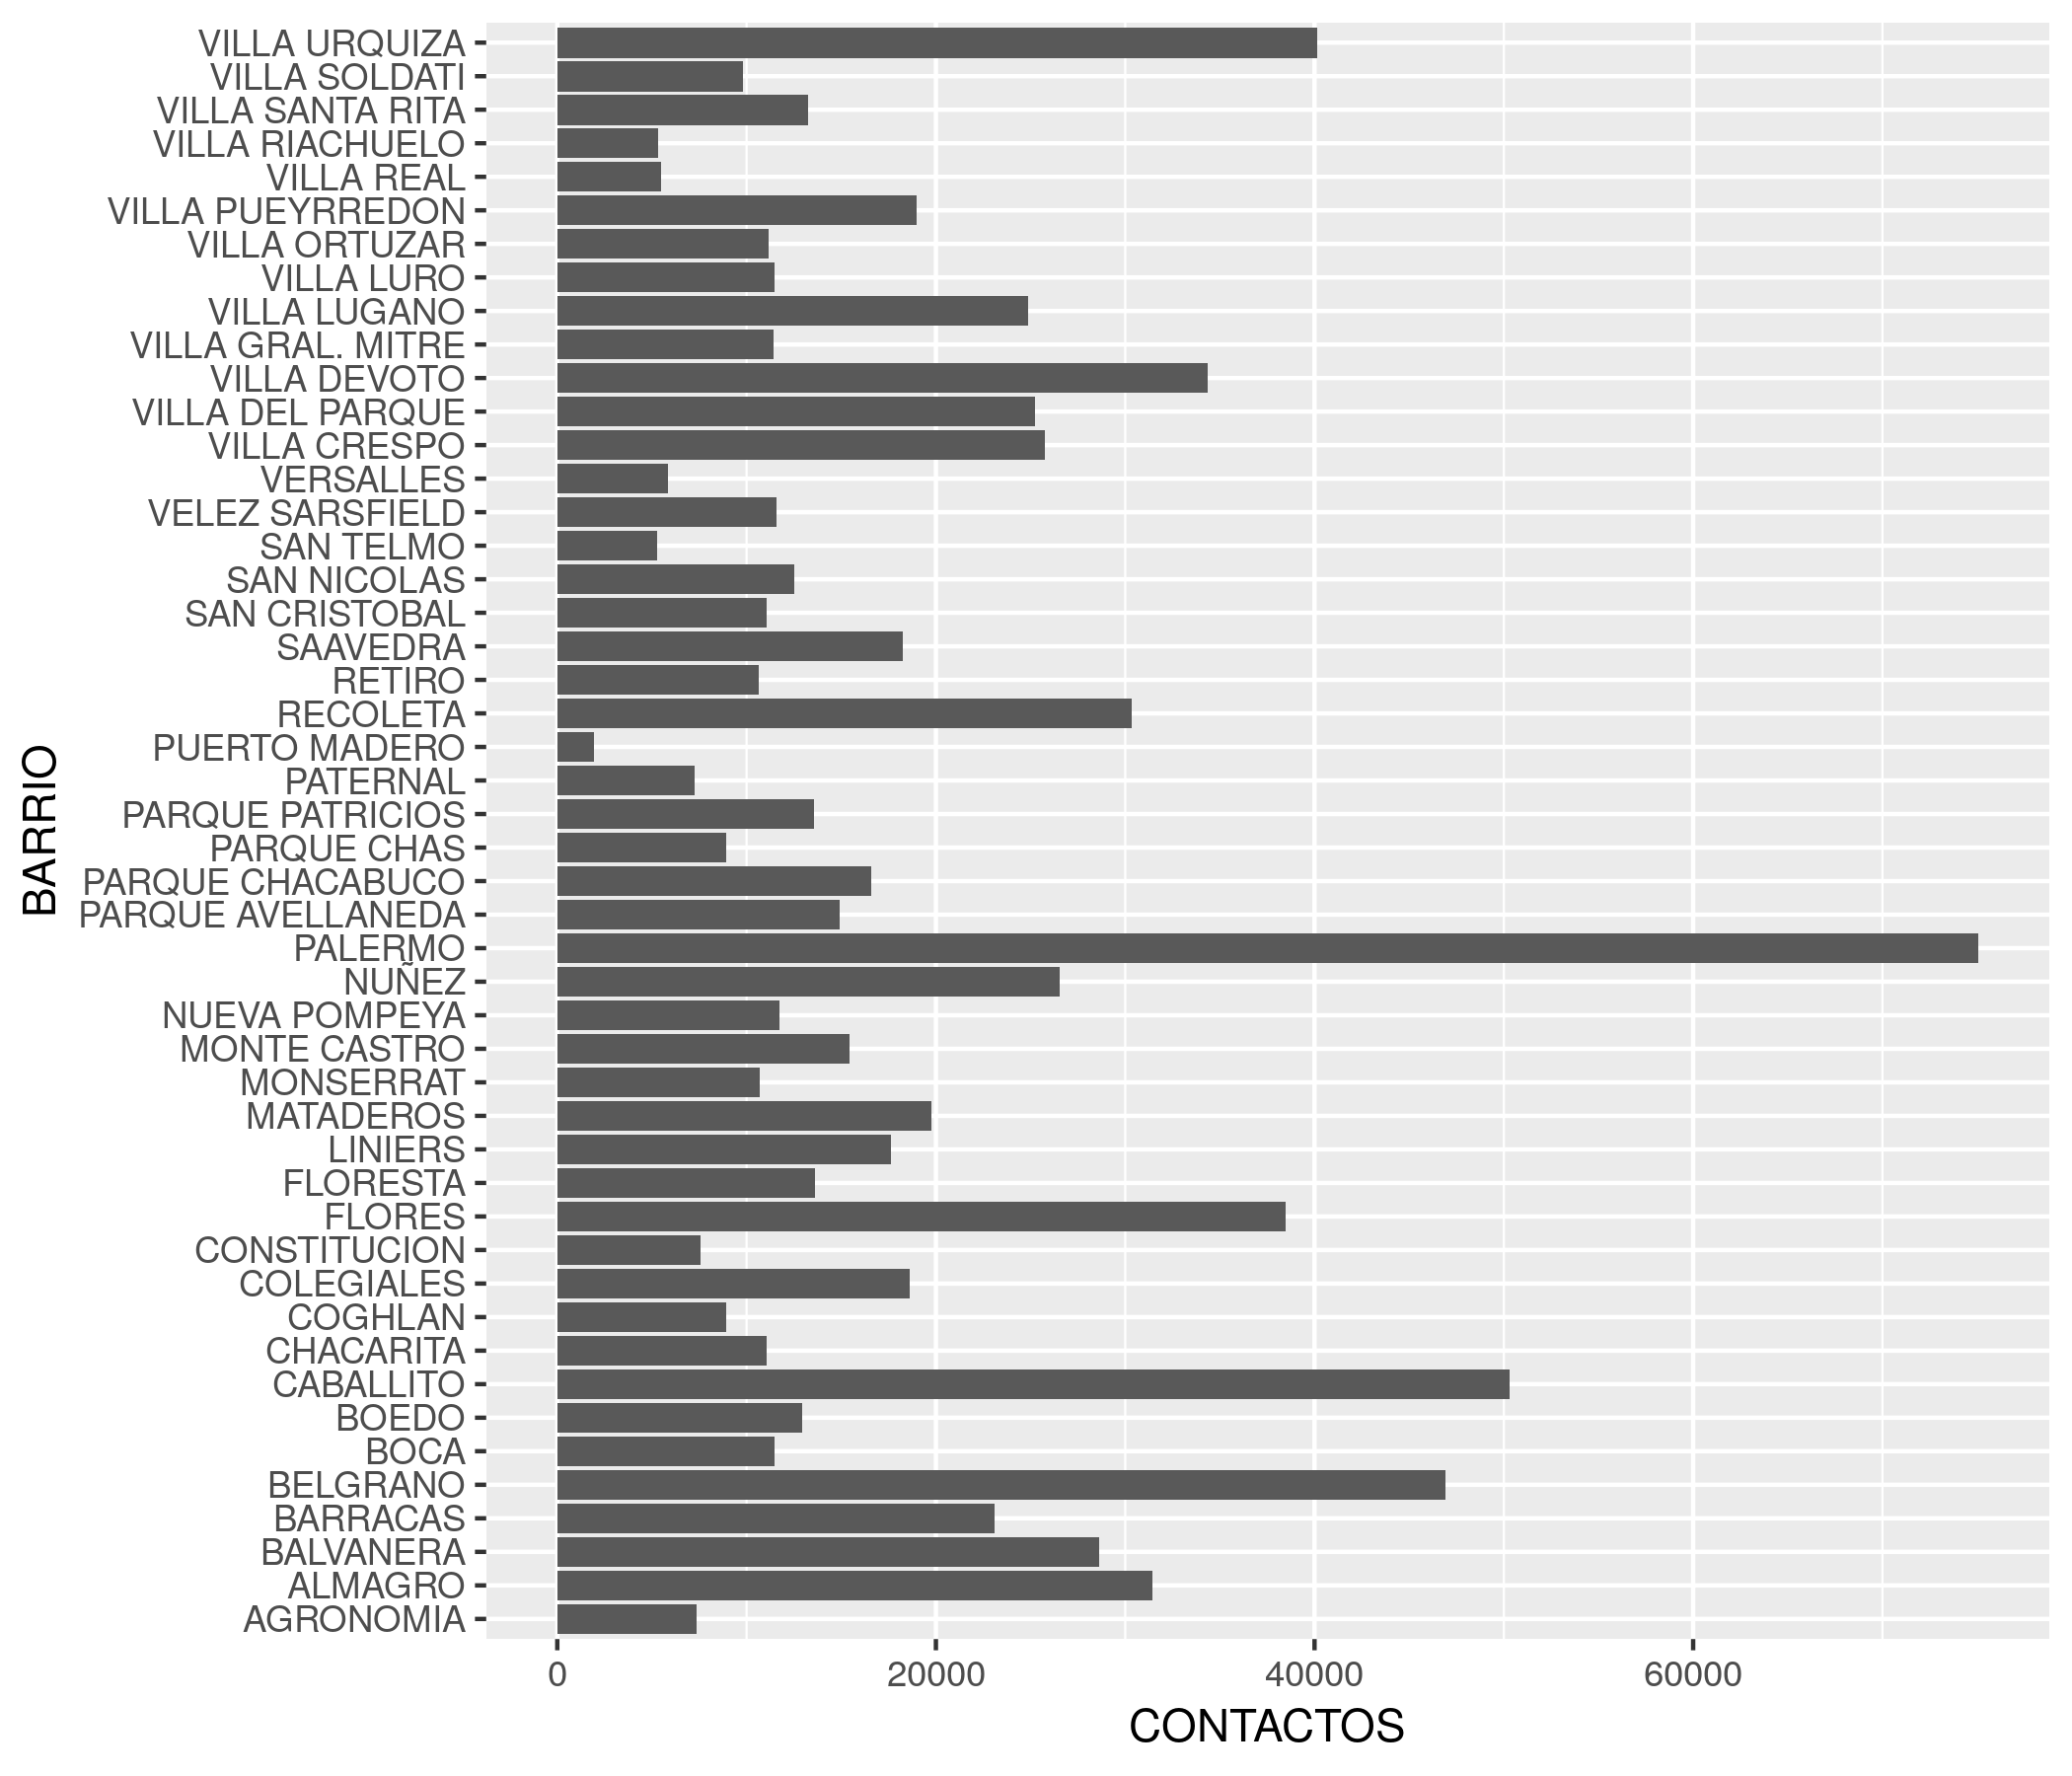 BARRIO
VILLA URQUIZA
VILLA SOLDATI
VILLA SANTA RITA
VILLA RIACHUELO
VILLA REAL
VILLA PUEYRREDON
VILLA ORTUZAR
VILLA LURO
VILLA LUGANO
VILLA GRAL. MITRE
VILLA DEVOTO
VILLA DEL PARQUE
VILLA CRESPO
VERSALLES
VELEZ SARSFIELD
SAN TELMO
SAN NICOLAS
SAN CRISTOBAL
SAAVEDRA
RETIRO
RECOLETA
PUERTO MADERO
PATERNAL
PARQUE PATRICIOS
PARQUE CHAS
PARQUE CHACABUCO
PARQUE AVELLANEDA
PALERMO
NUÑEZ
NUEVA POMPEYA
MONTE CASTRO
MONSERRAT
MATADEROS
LINIERS
FLORESTA
FLORES
CONSTITUCION
COLEGIALES
COGHLAN
CHACARITA
CABALLITO
BOEDO
BOCA
BELGRANO
BARRACAS
BALVANERA
ALMAGRO
AGRONOMIA
0 20000 40000 60000
CONTACTOS